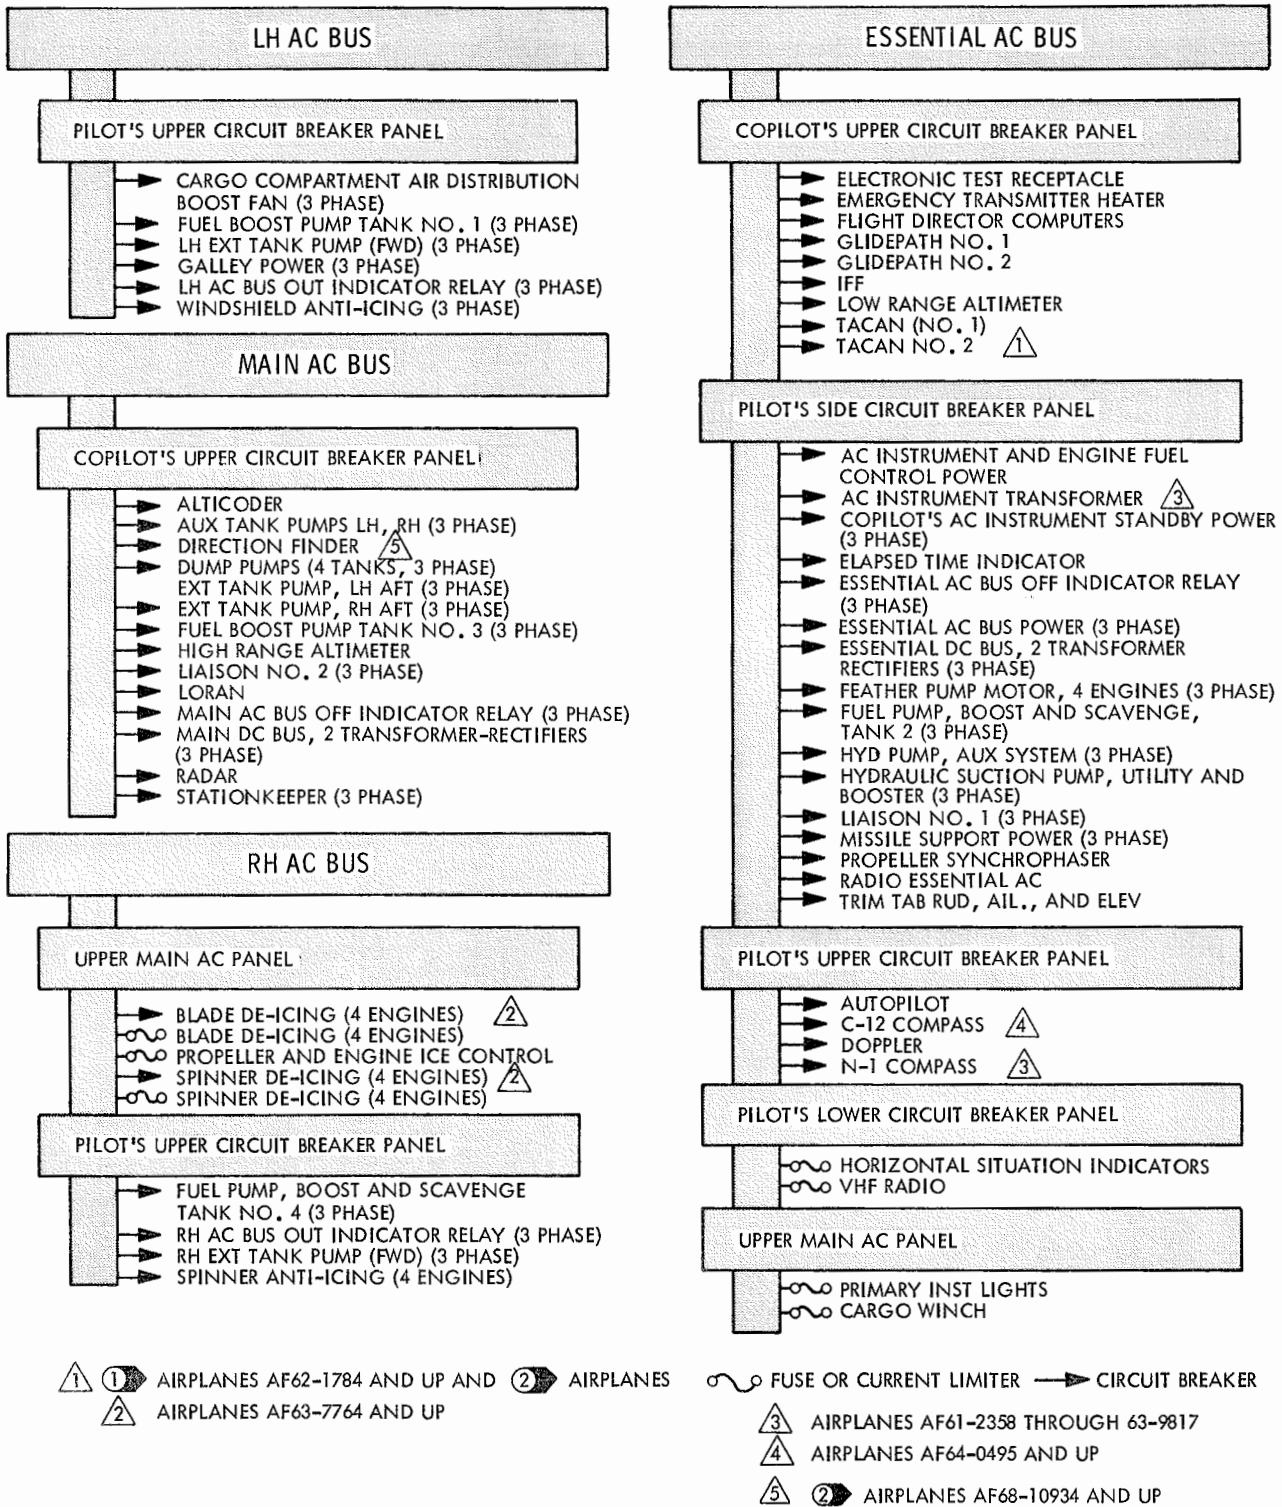 LH AC BUS
PILOT'S UPPER CIRCUIT BREAKER PANEL
CARGO COMPARTMENT AIR DISTRIBUTION
BOOST FAN (3 PHASE)
FUEL BOOST PUMP TANK NO. 1 (3 PHASE)
LH EXT TANK PUMP (FWD) (3 PHASE)
GALLEY POWER (3 PHASE)
LH AC BUS OUT INDICATOR RELAY (3 PHASE)
WINDSHIELD ANTI-ICING (3 PHASE)
MAIN AC BUS
COPILOT'S UPPER CIRCUIT BREAKER PANEL
ALTICODER
AUX TANK PUMPS LH, RH (3 PHASE)
DIRECTION FINDER 5
DUMP PUMPS (4 TANKS, 3 PHASE)
EXT TANK PUMP, LH AFT (3 PHASE)
EXT TANK PUMP, RH AFT (3 PHASE)
FUEL BOOST PUMP TANK NO. 3 (3 PHASE)
HIGH RANGE ALTIMETER
LIAISON NO. 2 (3 PHASE)
LORAN
MAIN AC BUS OFF INDICATOR RELAY (3 PHASE)
MAIN DC BUS, 2 TRANSFORMER-RECTIFIERS
(3 PHASE)
RADAR
STATIONKEEPER (3 PHASE)
RH AC BUS
UPPER MAIN AC PANEL
BLADE DE-ICING (4 ENGINES) 2
BLADE DE-ICING (4 ENGINES)
PROPELLER AND ENGINE ICE CONTROL
SPINNER DE-ICING (4 ENGINES) 2
SPINNER DE-ICING (4 ENGINES)
PILOT'S UPPER CIRCUIT BREAKER PANEL
FUEL PUMP, BOOST AND SCAVENGE
TANK NO. 4 (3 PHASE)
RH AC BUS OUT INDICATOR RELAY (3 PHASE)
RH EXT TANK PUMP (FWD) (3 PHASE)
SPINNER ANTI-ICING (4 ENGINES)
ESSENTIAL AC BUS
COPILOT'S UPPER CIRCUIT BREAKER PANEL
ELECTRONIC TEST RECEPTACLE
EMERGENCY TRANSMITTER HEATER
FLIGHT DIRECTOR COMPUTERS
GLIDEPATH NO. 1
GLIDEPATH NO. 2
IFF
LOW RANGE ALTIMETER
TACAN (NO. 1)
TACAN NO. 2 1
PILOT'S SIDE CIRCUIT BREAKER PANEL
AC INSTRUMENT AND ENGINE FUEL
CONTROL POWER
AC INSTRUMENT TRANSFORMER 3
COPILOT'S AC INSTRUMENT STANDBY POWER
(3 PHASE)
ELAPSED TIME INDICATOR
ESSENTIAL AC BUS OFF INDICATOR RELAY
(3 PHASE)
ESSENTIAL AC BUS POWER (3 PHASE)
ESSENTIAL DC BUS, 2 TRANSFORMER
RECTIFIERS (3 PHASE)
FEATHER PUMP MOTOR, 4 ENGINES (3 PHASE)
FUEL PUMP, BOOST AND SCAVENGE,
TANK 2 (3 PHASE)
HYD PUMP, AUX SYSTEM (3 PHASE)
HYDRAULIC SUCTION PUMP, UTILITY AND
BOOSTER (3 PHASE)
LIAISON NO. 1 (3 PHASE)
MISSILE SUPPORT POWER (3 PHASE)
PROPELLER SYNCHROPHASER
RADIO ESSENTIAL AC
TRIM TAB RUD, AIL., AND ELEV
PILOT'S UPPER CIRCUIT BREAKER PANEL
AUTOPILOT
C-12 COMPASS 4
DOPPLER
N-1 COMPASS 3
PILOT'S LOWER CIRCUIT BREAKER PANEL
HORIZONTAL SITUATION INDICATORS
VHF RADIO
UPPER MAIN AC PANEL
PRIMARY INST LIGHTS
CARGO WINCH
1 1 AIRPLANES AF62-1784 AND UP AND 2 AIRPLANES
2 AIRPLANES AF63-7764 AND UP
FUSE OR CURRENT LIMITER CIRCUIT BREAKER
3 AIRPLANES AF61-2358 THROUGH 63-9817
4 AIRPLANES AF64-0495 AND UP
5 2 AIRPLANES AF68-10934 AND UP